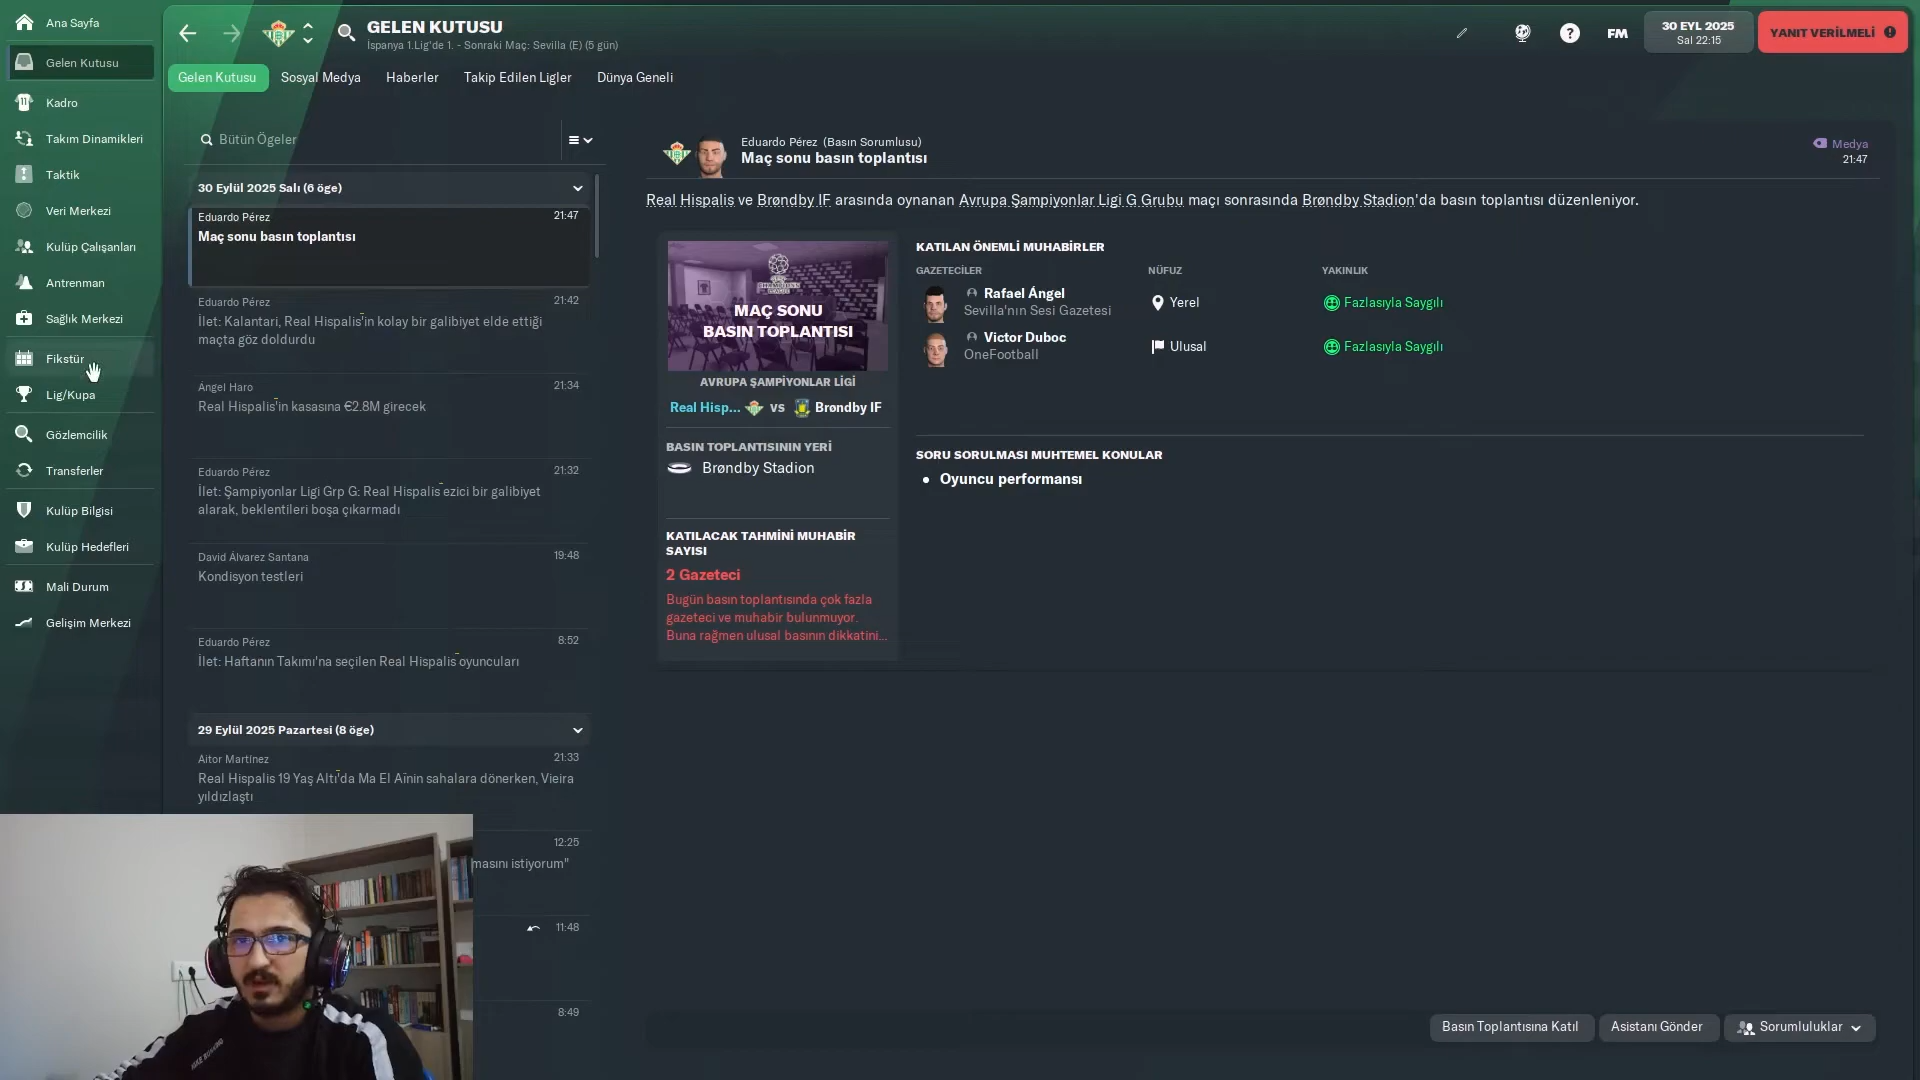 Ana Sayfa
Gelen Kutusu
Kadro
Takım Dinamikleri
Taktik
Veri Merkezi
Kulüp Çalışanları
Antrenman
Sağlık Merkezi
Fikstür
Lig/Kupa
Gözlemcilik
Transferler
Kulüp Bilgisi
Kulüp Hedefleri
Mali Durum
Gelişim Merkezi
GELEN KUTUSU
İspanya 1.Lig'de 1. - Sonraki Maç: Sevilla (E) (5 gün)
FM
30 EYL 2025
Sal 22:15
YANIT VERİLMELİ
Gelen Kutusu
Sosyal Medya
Haberler
Takip Edilen Ligler
Dünya Geneli
Bütün Ögeler
30 Eylül 2025 Salı (6 öge)
Eduardo Pérez 21:47
Maç sonu basın toplantısı
Eduardo Pérez 21:42
İlet: Kalantari, Real Hispalis'in kolay bir galibiyet elde ettiği
maçta göz doldurdu
Ángel Haro 21:34
Real Hispalis'in kasasına €2.8M girecek
Eduardo Pérez 21:32
İlet: Şampiyonlar Ligi Grp G: Real Hispalis ezici bir galibiyet
alarak, beklentileri boşa çıkarmadı
David Álvarez Santana 19:48
Kondisyon testleri
Eduardo Pérez 8:52
İlet: Haftanın Takımı'na seçilen Real Hispalis oyuncuları
29 Eylül 2025 Pazartesi (8 öge)
Aitor Martínez 21:33
Real Hispalis 19 Yaş Altı'da Ma El Ainin sahalara dönerken, Vieira
yıldızlaştı
12:25
masını istiyorum"
11:48
8:49
Eduardo Pérez (Basın Sorumlusu)
Maç sonu basın toplantısı
Medya
21:47
Real Hispalis ve Brøndby IF arasında oynanan Avrupa Şampiyonlar Ligi G Grubu maçı sonrasında Brøndby Stadion'da basın toplantısı düzenleniyor.
MAÇ SONU
BASIN TOPLANTISI
AVRUPA ŞAMPİYONLAR LİGİ
Real Hisp... vs Brøndby IF
BASIN TOPLANTISININ YERİ
Brøndby Stadion
KATILACAK TAHMİNİ MUHABİR
SAYISI
2 Gazeteci
Bugün basın toplantısında çok fazla
gazeteci ve muhabir bulunmuyor.
Buna rağmen ulusal basının dikkatini...
KATILAN ÖNEMLİ MUHABİRLER
GAZETECİLER NÜFUZ YAKINLIK
Rafael Ángel
Sevilla'nın Sesi Gazetesi
Yerel
Fazlasıyla Saygılı
Victor Duboc
OneFootball
Ulusal
Fazlasıyla Saygılı
SORU SORULMASI MUHTEMEL KONULAR
• Oyuncu performansı
Basın Toplantısına Katıl
Asistanı Gönder
Sorumluluklar